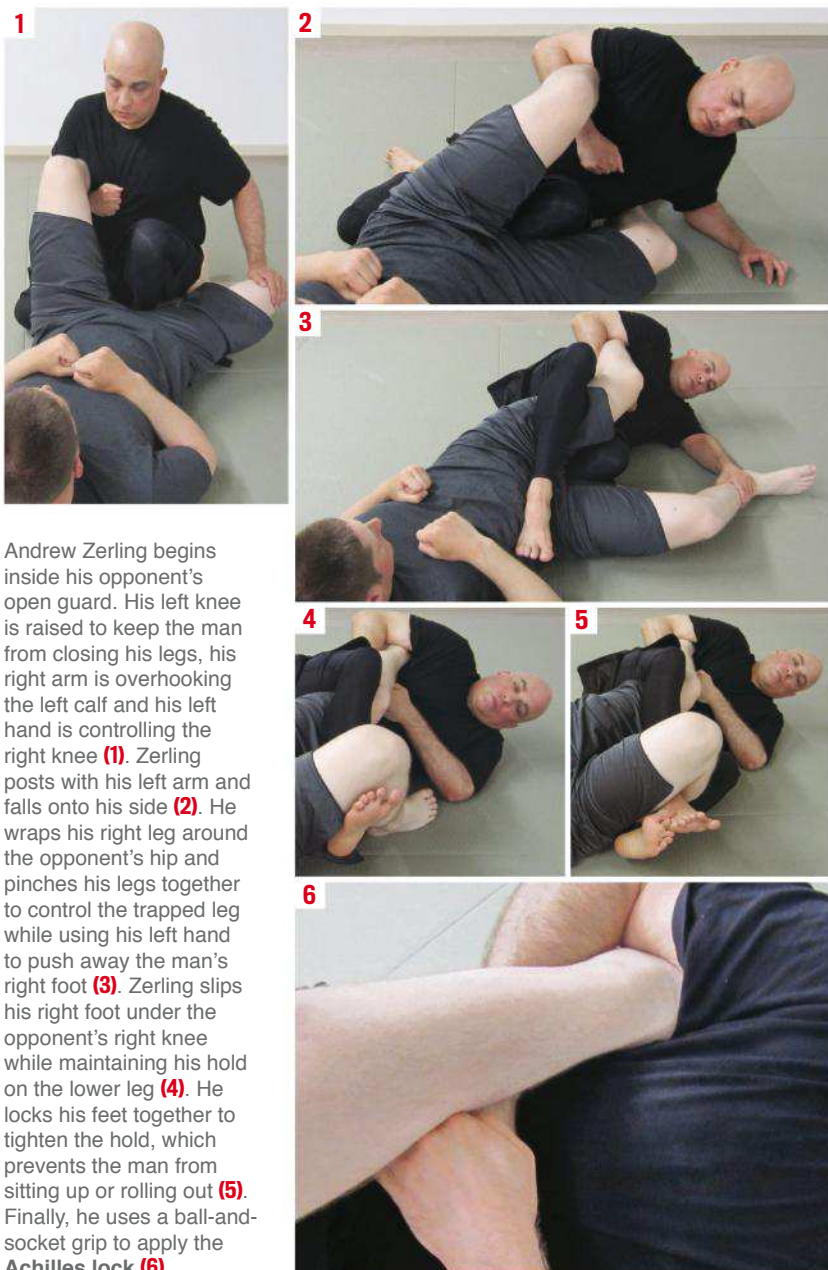 1
2
3
4
5
6
Andrew Zerling begins
inside his opponent's
open guard. His left knee
is raised to keep the man
from closing his legs, his
right arm is overhooking
the left calf and his left
hand is controlling the
right knee (1). Zerling
posts with his left arm and
falls onto his side (2). He
wraps his right leg around
the opponent's hip and
pinches his legs together
to control the trapped leg
while using his left hand
to push away the man's
right foot (3). Zerling slips
his right foot under the
opponent's right knee
while maintaining his hold
on the lower leg (4). He
locks his feet together to
tighten the hold, which
prevents the man from
sitting up or rolling out (5).
Finally, he uses a ball-and-
socket grip to apply the
Achilles lock (6)